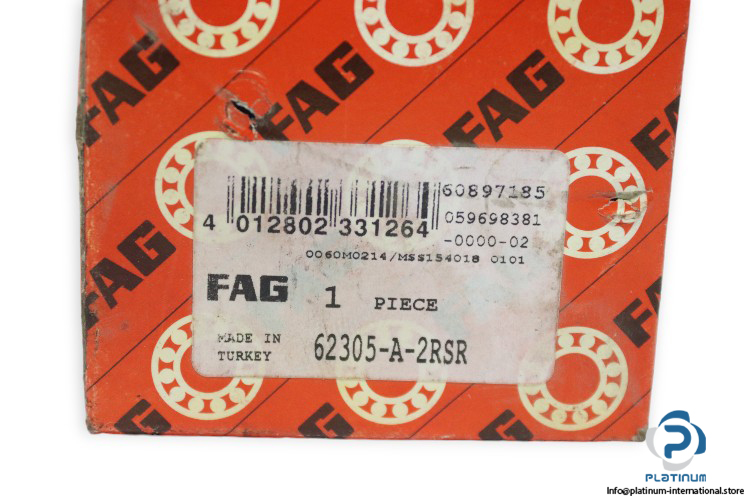 FAG
FAG
FAG
FAG
60897185
4 012802 331264
059698381
-0000-02
0060M0214/MSS154018 0101
FAG 1 PIECE
MADE IN
TURKEY
62305-A-2RSR
FAG
FAG
PLATINUM
Info@platinum-international.store